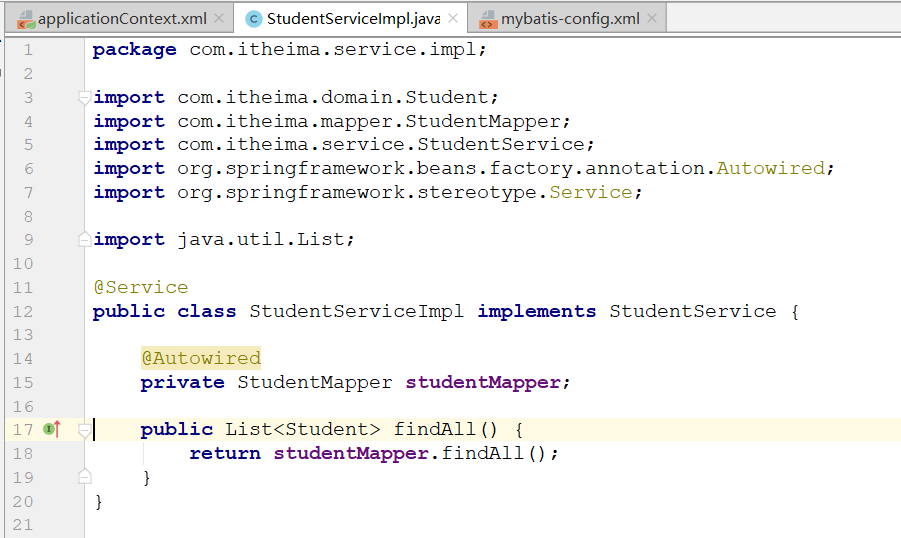 applicationContext.xml StudentServiceImpl.java mybatis-config.xml
1 package com.itheima.service.impl;
2
3 import com.itheima.domain.Student;
4 import com.itheima.mapper.StudentMapper;
5 import com.itheima.service.StudentService;
6 import org.springframework.beans.factory.annotation.Autowired;
7 import org.springframework.stereotype.Service;
8
9 import java.util.List;
10
11 @Service
12 public class StudentServiceImpl implements StudentService {
13
14 @Autowired
15 private StudentMapper studentMapper;
16
17 public List<Student> findAll() {
18 return studentMapper.findAll();
19 }
20 }
21